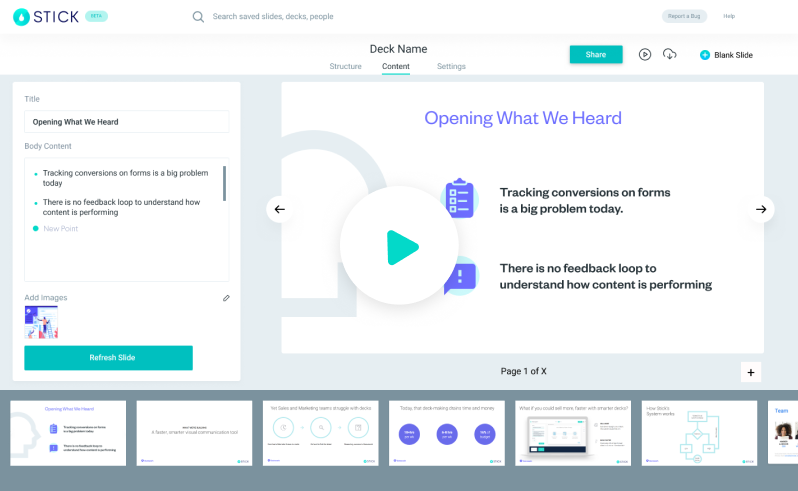 STICK BETA
Search saved slides, decks, people
Report a Bug
Help
Deck Name
Structure Content Settings
Share
Blank Slide
Title
Opening What We Heard
Body Content
Tracking conversions on forms is a big problem
today
There is no feedback loop to understand how
content is performing
New Point
Add Images
Refresh Slide
Opening What We Heard
Tracking conversions on forms
is a big problem today.
There is no feedback loop to
understand how content is performing
Page 1 of X
Opening What We Heard
Tracking conversions on forms
is a big problem today.
There is no feedback loop to
understand how content is performing
A faster, smarter visual communication tool
STICK
Yet Sales and Marketing teams struggle with decks
STICK
Today, that deck-making drains time and money
STICK
What if you could sell more, faster with smarter decks?
STICK
How Stick's
System works
STICK
Team